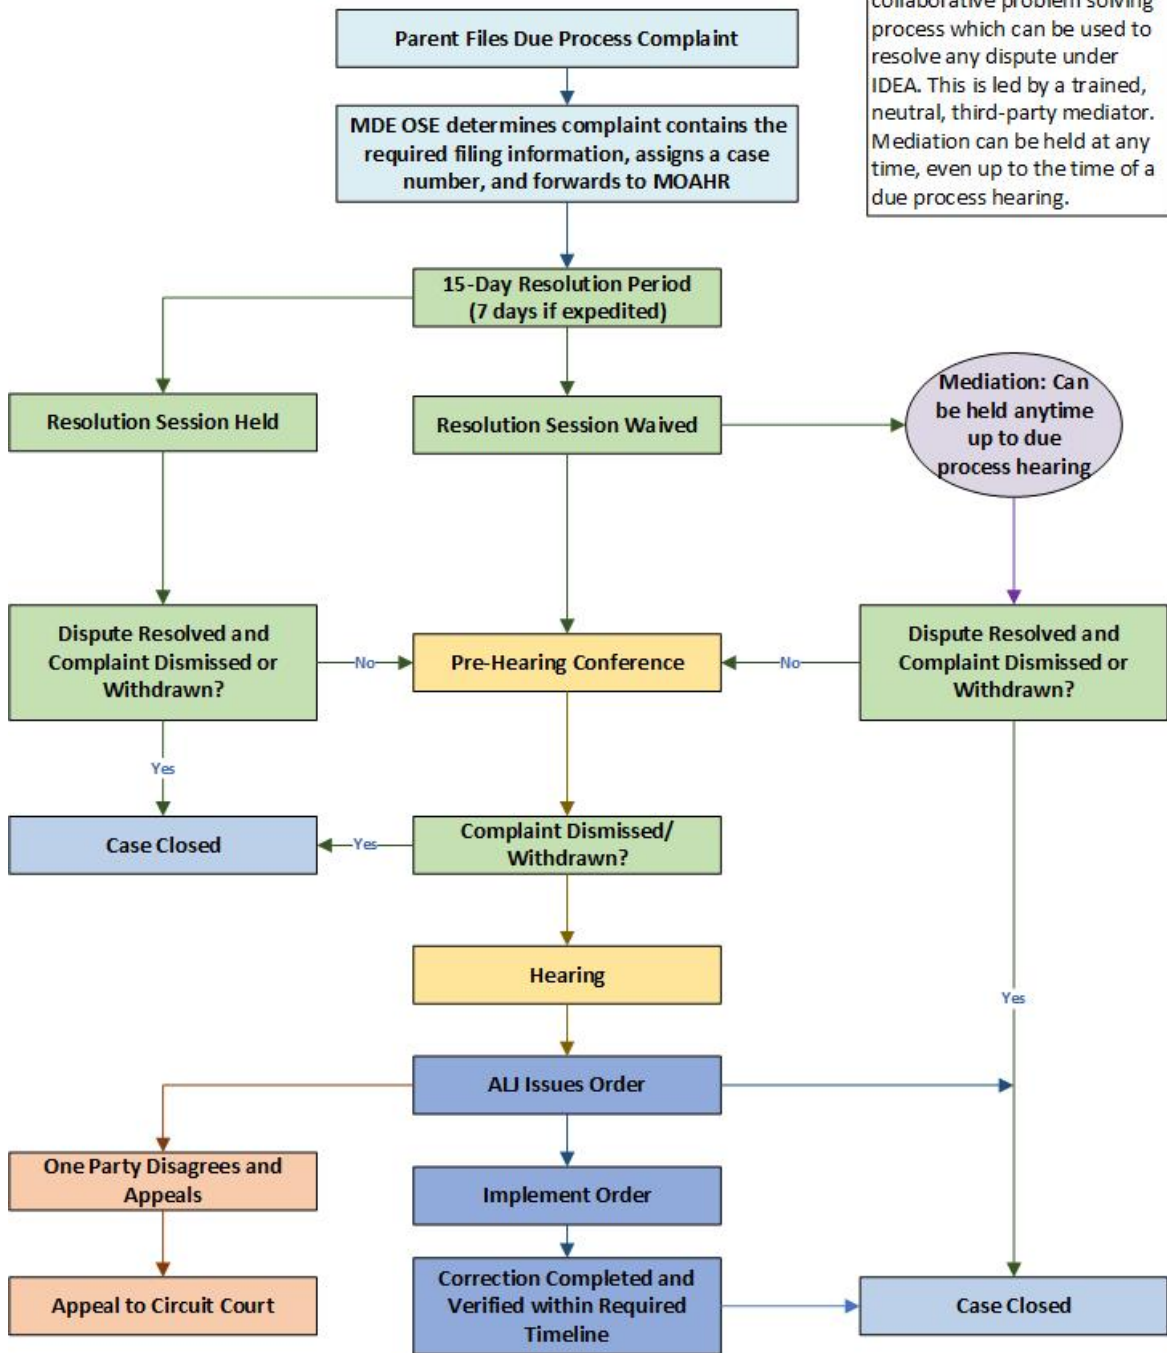 collaborative problem solving
process which can be used to
resolve any dispute under
IDEA. This is led by a trained,
neutral, third-party mediator.
Mediation can be held at any
time, even up to the time of a
due process hearing.
Parent Files Due Process Complaint
MDE OSE determines complaint contains the
required filing information, assigns a case
number, and forwards to MOAHR
15-Day Resolution Period
(7 days if expedited)
Resolution Session Held
Resolution Session Waived
Mediation: Can
be held anytime
up to due
process hearing
Dispute Resolved and
Complaint Dismissed or
Withdrawn?
No
Pre-Hearing Conference
No
Dispute Resolved and
Complaint Dismissed or
Withdrawn?
Yes
Case Closed
Yes
Complaint Dismissed/
Withdrawn?
Hearing
Yes
ALJ Issues Order
One Party Disagrees and
Appeals
Implement Order
Appeal to Circuit Court
Correction Completed and
Verified within Required
Timeline
Case Closed